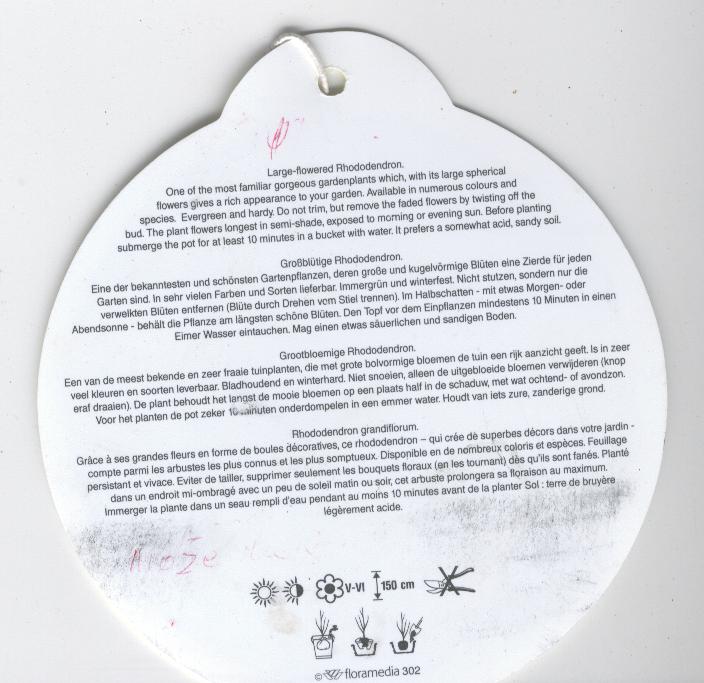 Large-flowered Rhododendron.
One of the most familiar gorgeous gardenplants which, with its large spherical
flowers gives a rich appearance to your garden. Available in numerous colours and
species. Evergreen and hardy. Do not trim, but remove the faded flowers by twisting off the
bud. The plant flowers longest in semi-shade, exposed to morning or evening sun. Before planting
submerge the pot for at least 10 minutes in a bucket with water. It prefers a somewhat acid, sandy soil.
Großblütige Rhododendron.
Eine der bekanntesten und schönsten Gartenpflanzen, deren große und kugelvörmige Blüten eine Zierde für jeden
Garten sind. In sehr vielen Farben und Sorten lieferbar. Immergrün und winterfest. Nicht stutzen, sondern nur die
verwelkten Blüten entfernen (Blüte durch Drehen vom Stiel trennen). Im Halbschatten - mit etwas Morgen- oder
Abendsonne - behält die Pflanze am längsten schöne Blüten. Den Topf vor dem Einpflanzen mindestens 10 Minuten in einen
Eimer Wasser eintauchen. Mag einen etwas säuerlichen und sandigen Boden.
Grootbloemige Rhododendron.
Een van de meest bekende en zeer fraaie tuinplanten, die met grote bolvormige bloemen de tuin een rijk aanzicht geeft. Is in zeer
veel kleuren en soorten leverbaar. Bladhoudend en winterhard. Niet snoeien, alleen de uitgebloeide bloemen verwijderen (knop
eraf draaien). De plant behoudt het langst de mooie bloemen op een plaats half in de schaduw, met wat ochtend- of avondzon.
Voor het planten de pot zeker 10 minuten onderdompelen in een emmer water. Houdt van iets zure, zanderige grond.
Rhododendron grandiflorum.
Grâce à ses grandes fleurs en forme de boules décoratives, ce rhododendron – qui crée de superbes décors dans votre jardin -
compte parmi les arbustes les plus connus et les plus somptueux. Disponible en de nombreux coloris et espèces. Feuillage
persistant et vivace. Eviter de tailler, supprimer seulement les bouquets floraux (en les tournant) dès qu'ils sont fanés. Planté
dans un endroit mi-ombragé avec un peu de soleil matin ou soir, cet arbuste prolongera sa floraison au maximum.
Immerger la plante dans un seau rempli d'eau pendant au moins 10 minutes avant de la planter Sol : terre de bruyère
légèrement acide.
V-VI 150 cm
© floramedia 302